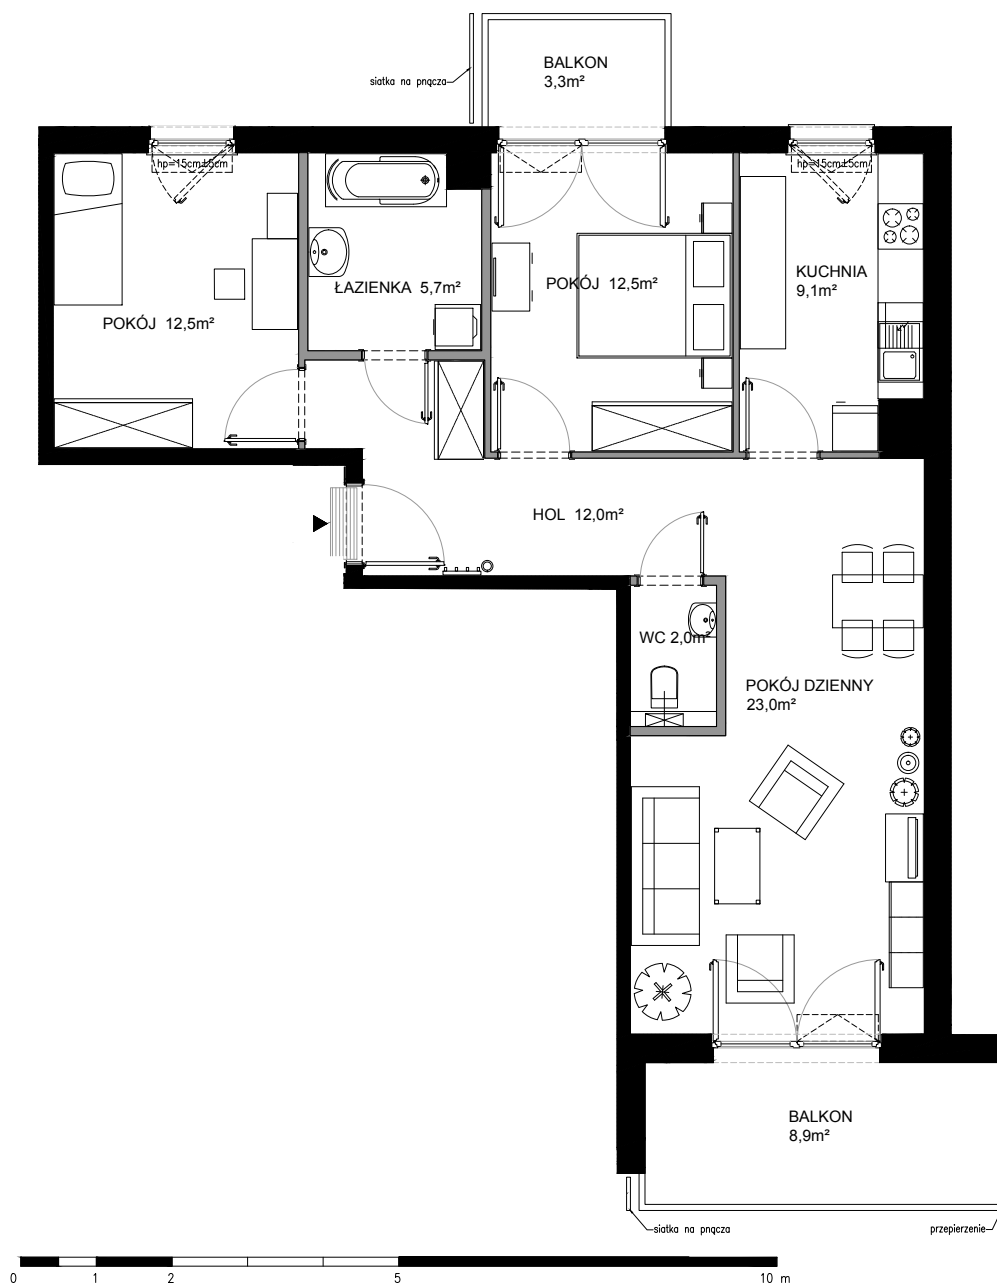 BALKON
3,3m²
siatka na pnącza
hp=15cm±5cm
hp=15cm±5cm
KUCHNIA
9,1m²
ŁAZIENKA 5,7m²
POKÓJ 12,5m²
POKÓJ 12,5m²
HOL 12,0m²
WC 2,0m²
POKÓJ DZIENNY
23,0m²
BALKON
8,9m²
siatka na pnącza
przepierzenie
0 1 2 5 10 m